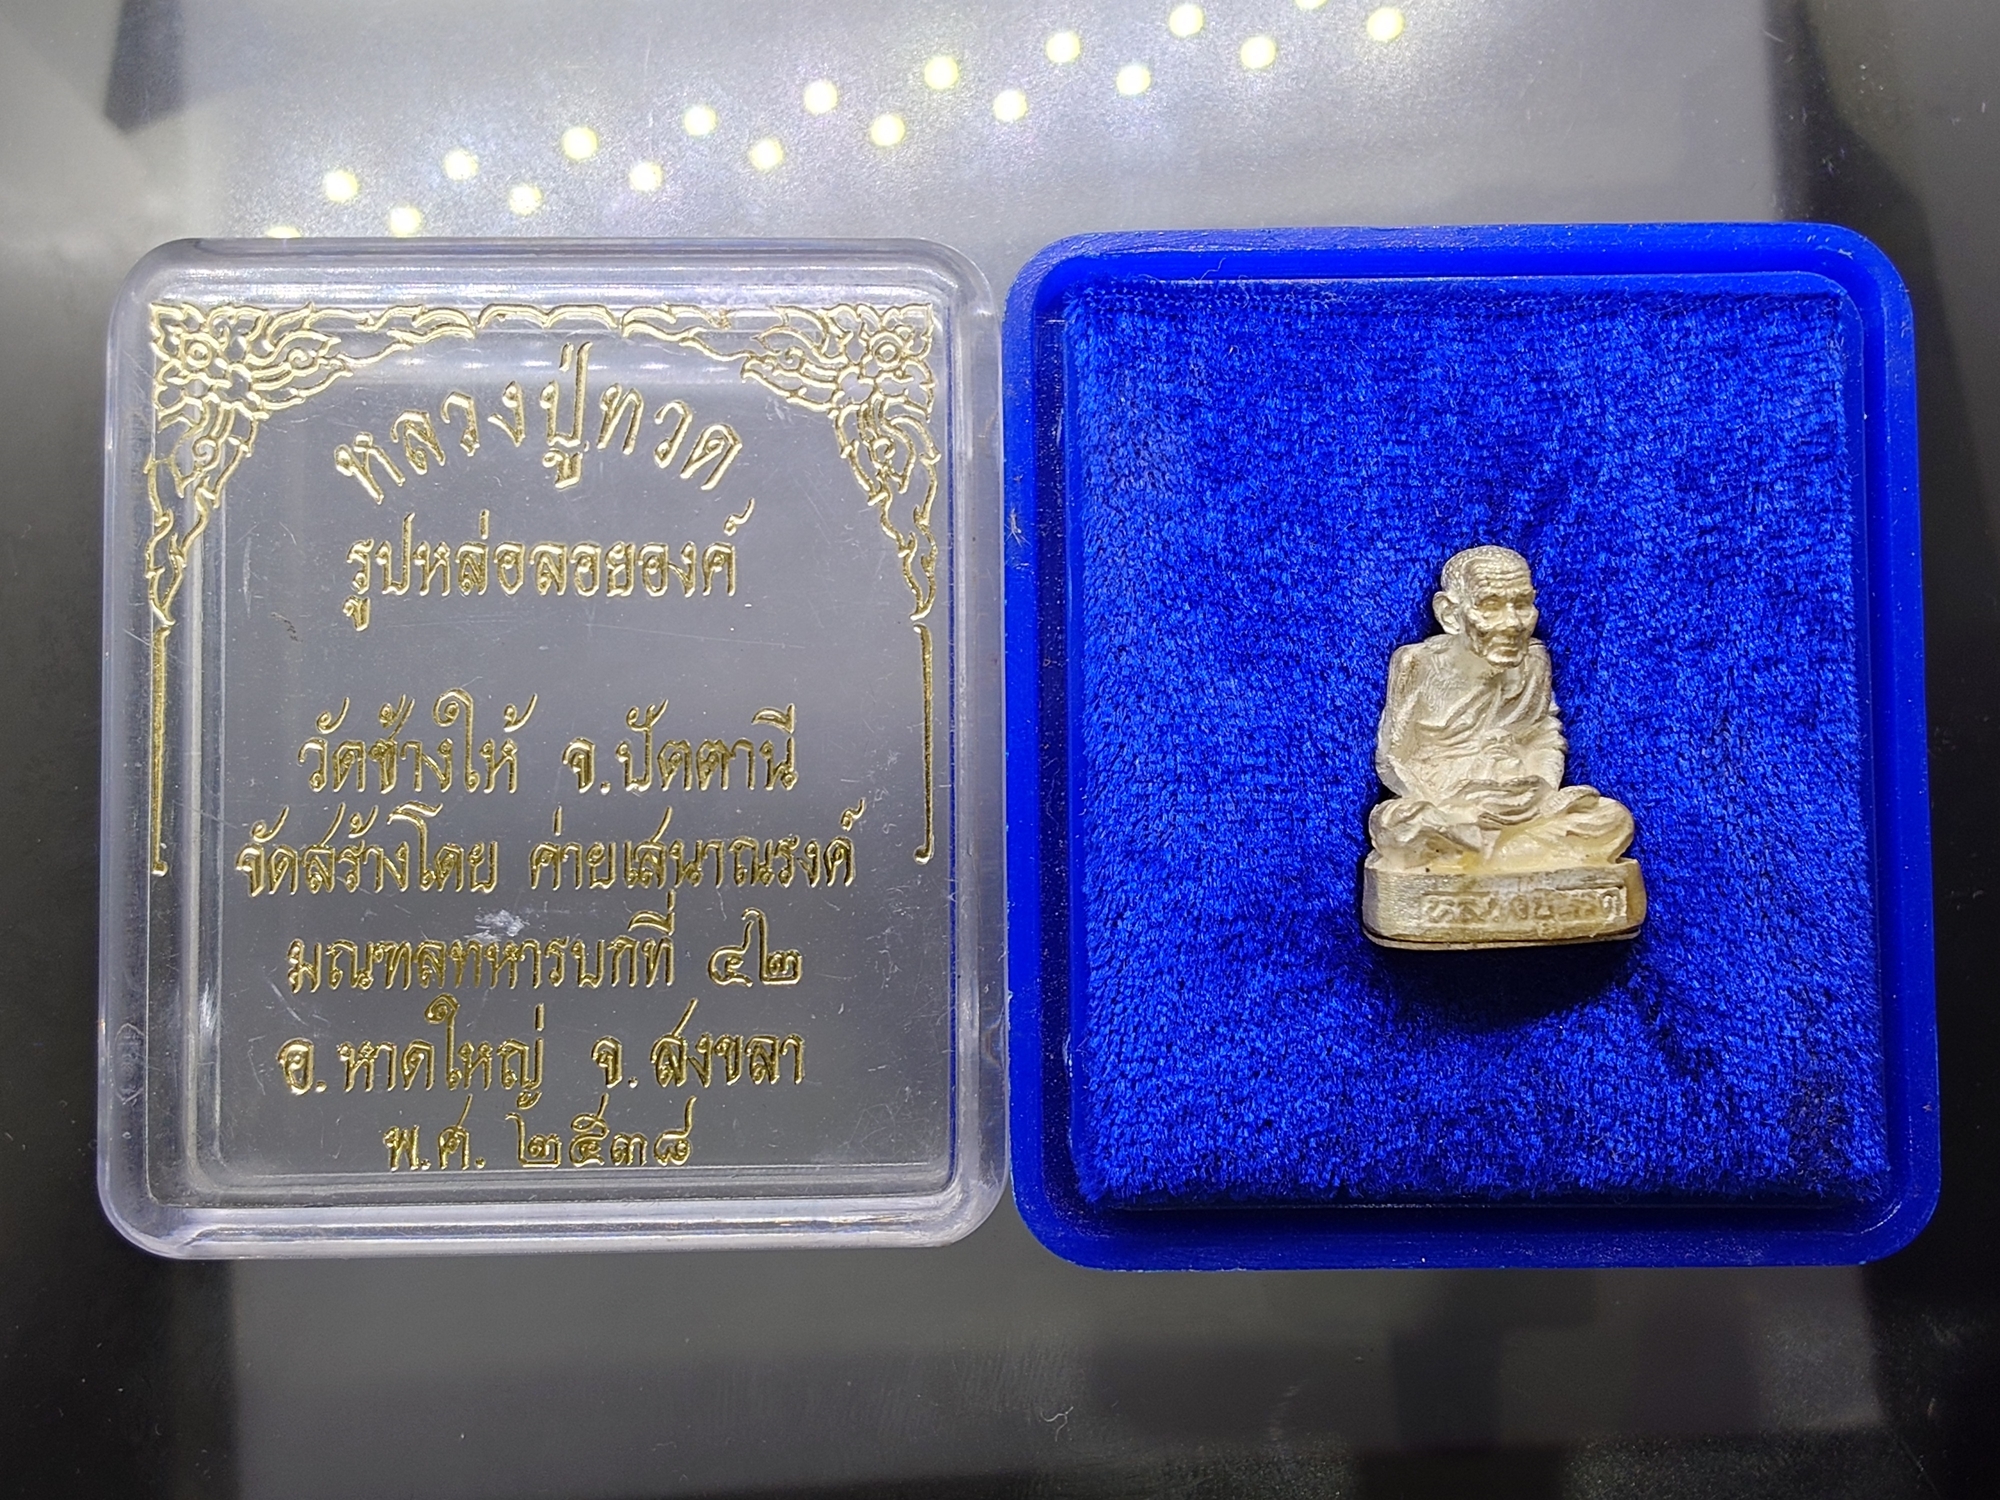 หลวงปู่ทวด
รูปหล่อลอยองค์
วัดช้างให้ จ.ปัตตานี
จัดสร้างโดย ค่ายเสนาณรงค์
มณฑลทหารบกที่ ๔๒
อ.หาดใหญ่ จ.สงขลา
พ.ศ. ๒๕๓๘